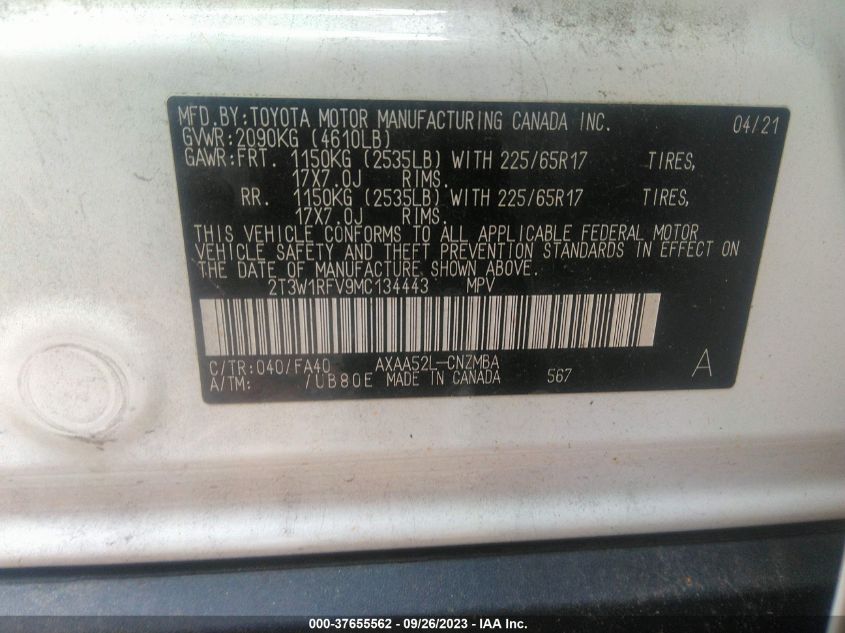 MFD.BY:TOYOTA MOTOR MANUFACTURING CANADA INC. 04/21
GVWR:2090KG (4610LB)
GAWR:FRT. 1150KG (2535LB) WITH 225/65R17 TIRES,
17X7.0J RIMS.
RR. 1150KG (2535LB) WITH 225/65R17 TIRES,
17X7.0J RIMS.
THIS VEHICLE CONFORMS TO ALL APPLICABLE FEDERAL MOTOR
VEHICLE SAFETY AND THEFT PREVENTION STANDARDS IN EFFECT ON
THE DATE OF MANUFACTURE SHOWN ABOVE.
2T3W1RFV9MC134443 MPV
C/TR:040/FA40 AXAA52L-CNZMBA
A/TM: /UB80E MADE IN CANADA 567 A
000-37655562 - 09/26/2023 - IAA Inc.